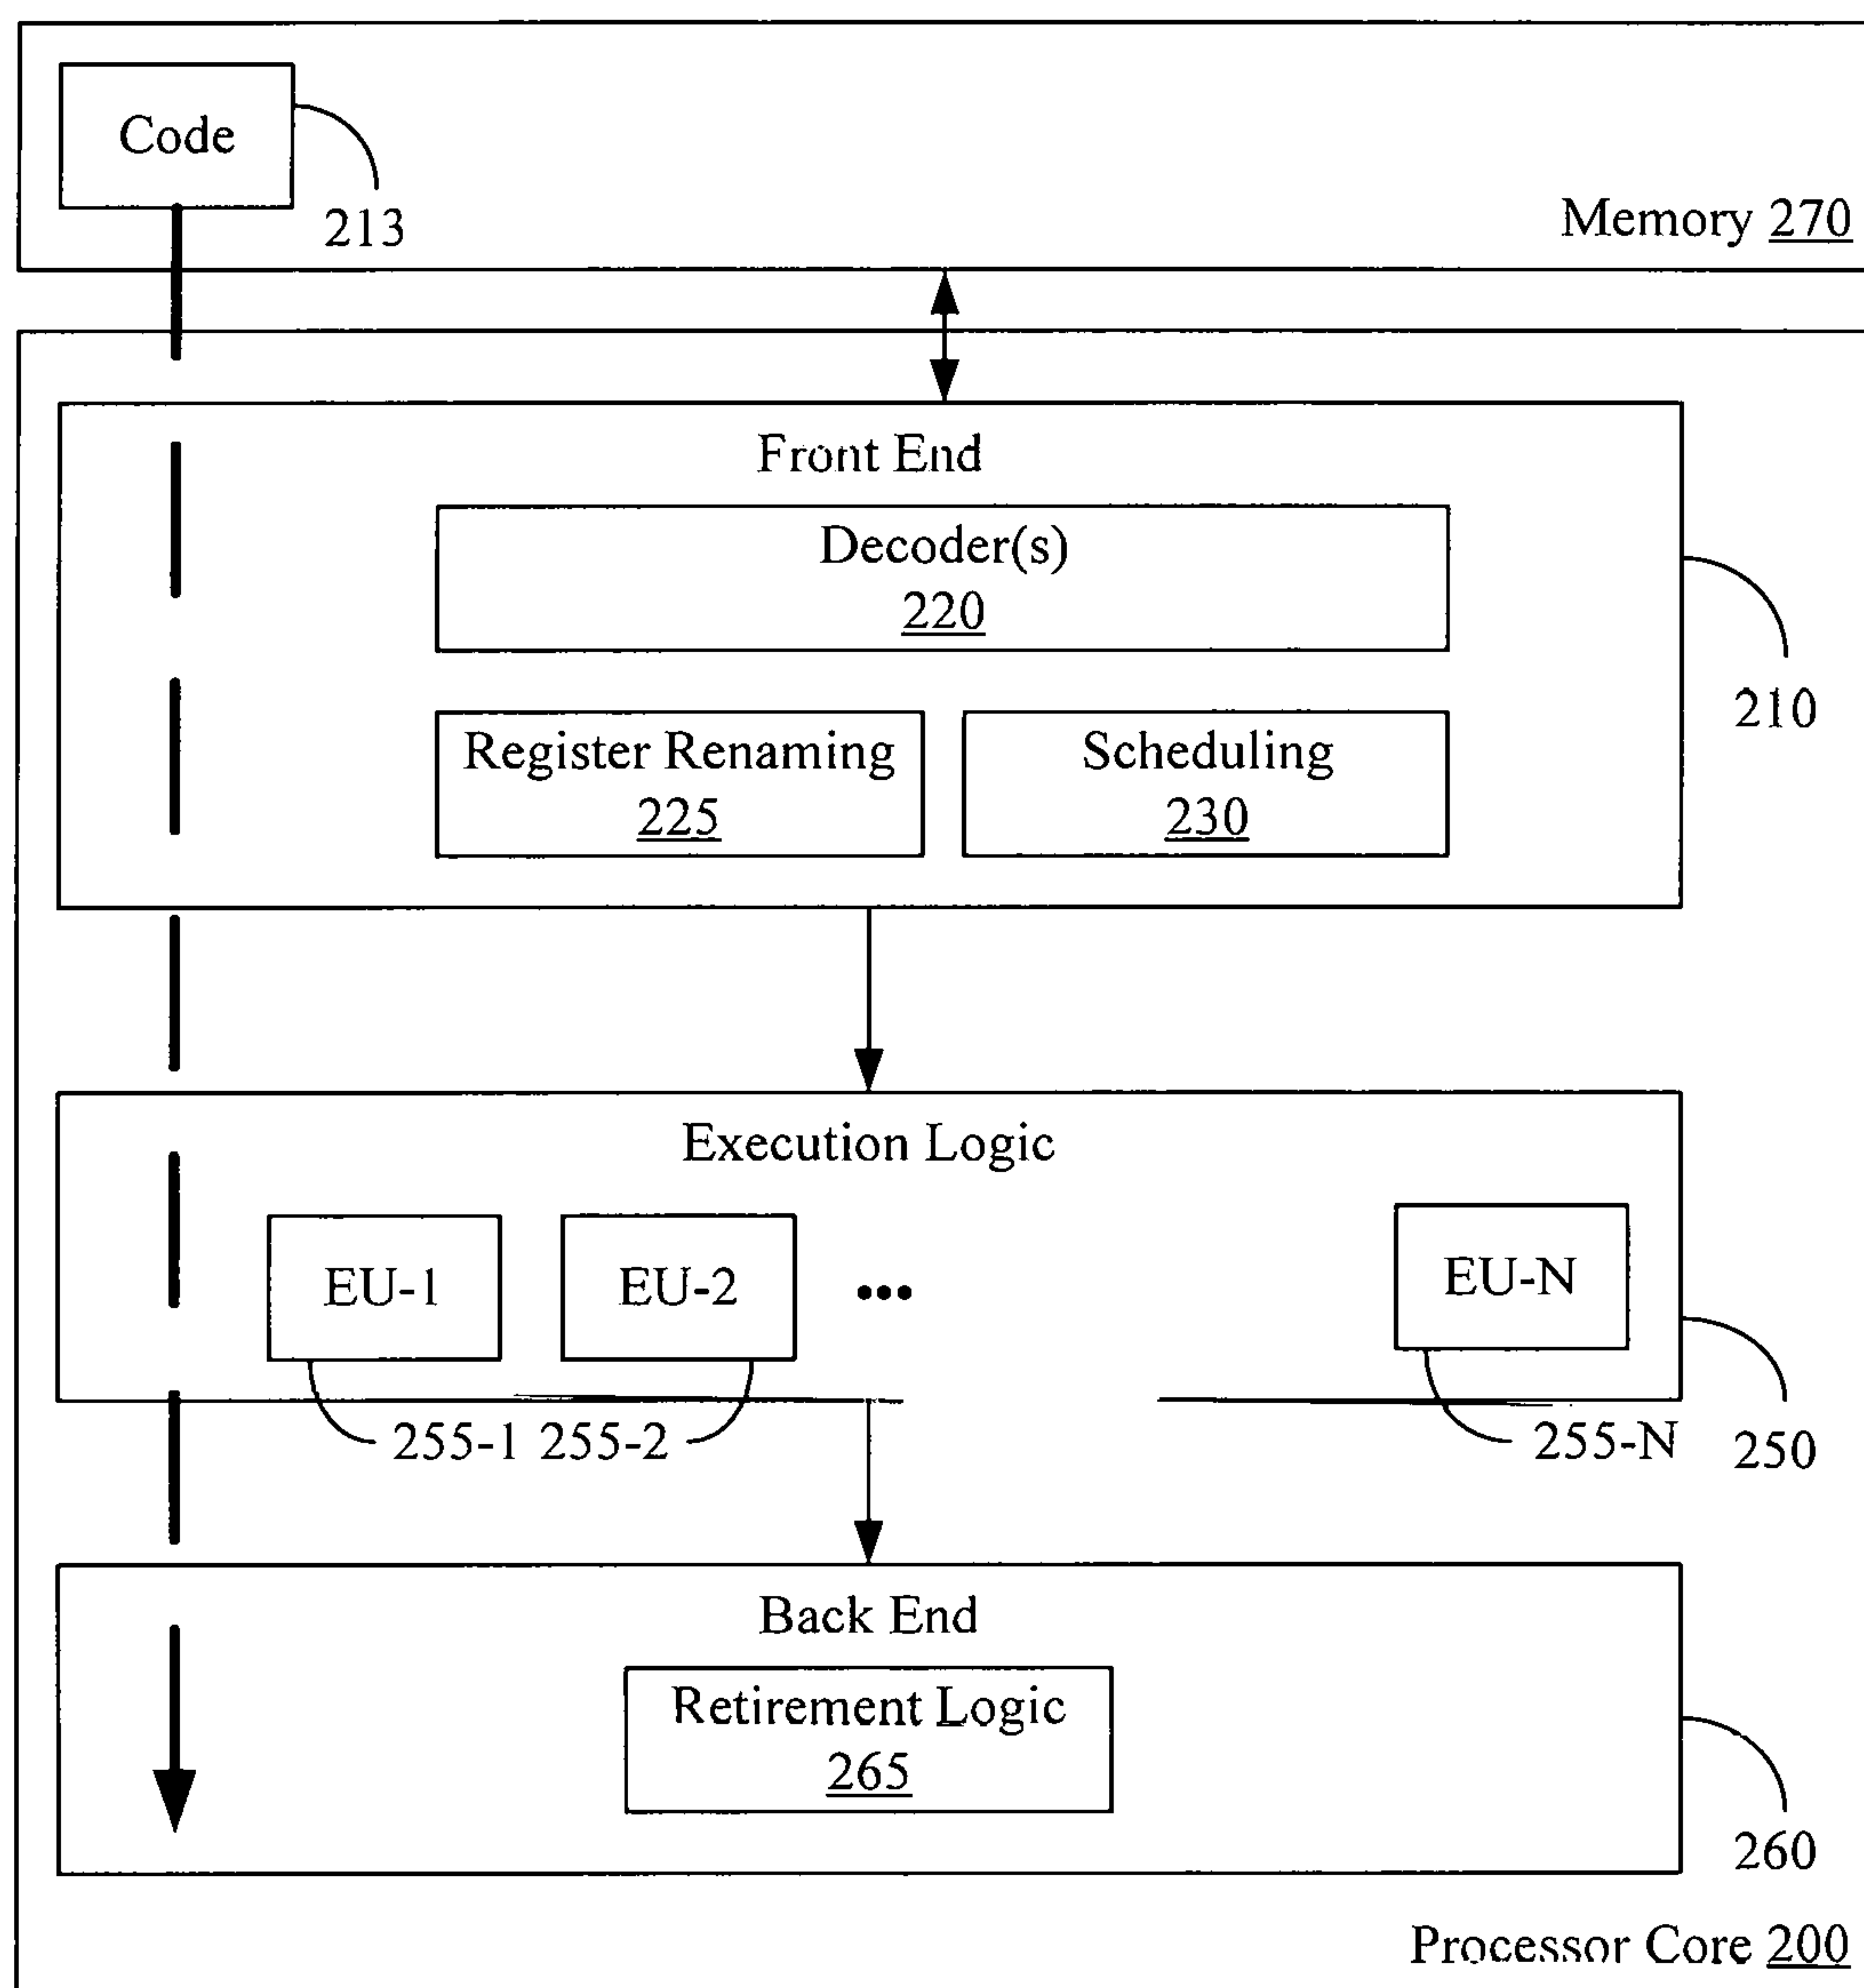 Code
213
Memory 270
Front End
Decoder(s)
220
210
Register Renaming
225
Scheduling
230
Execution Logic
EU-1
EU-2
•••
EU-N
255-1
255-2
255-N
250
Back End
Retirement Logic
265
260
Processor Core 200